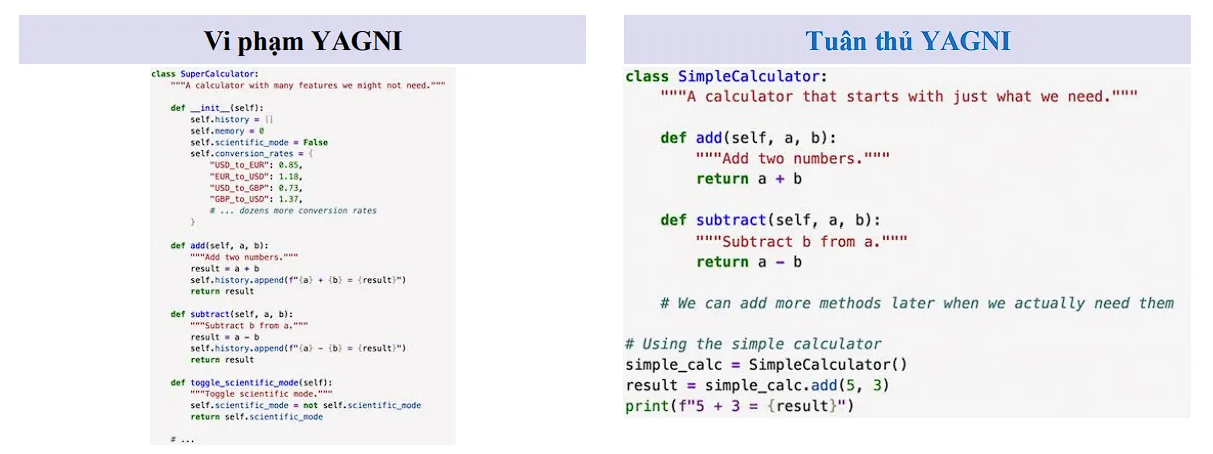 Vi phạm YAGNI
class SuperCalculator:
    """A calculator with many features we might not need."""

    def __init__(self):
        self.history = []
        self.memory = 0
        self.scientific_mode = False
        self.conversion_rates = {
            "USD_to_EUR": 0.85,
            "EUR_to_USD": 1.18,
            "USD_to_GBP": 0.73,
            "GBP_to_USD": 1.37,
            # ... dozens more conversion rates
        }

    def add(self, a, b):
        """Add two numbers."""
        result = a + b
        self.history.append(f"{a} + {b} = {result}")
        return result

    def subtract(self, a, b):
        """Subtract b from a."""
        result = a - b
        self.history.append(f"{a} - {b} = {result}")
        return result

    def toggle_scientific_mode(self):
        """Toggle scientific mode."""
        self.scientific_mode = not self.scientific_mode
        return self.scientific_mode

    # ...
Tuân thủ YAGNI
class SimpleCalculator:
    """A calculator that starts with just what we need."""

    def add(self, a, b):
        """Add two numbers."""
        return a + b

    def subtract(self, a, b):
        """Subtract b from a."""
        return a - b

    # We can add more methods later when we actually need them

# Using the simple calculator
simple_calc = SimpleCalculator()
result = simple_calc.add(5, 3)
print(f"5 + 3 = {result}")